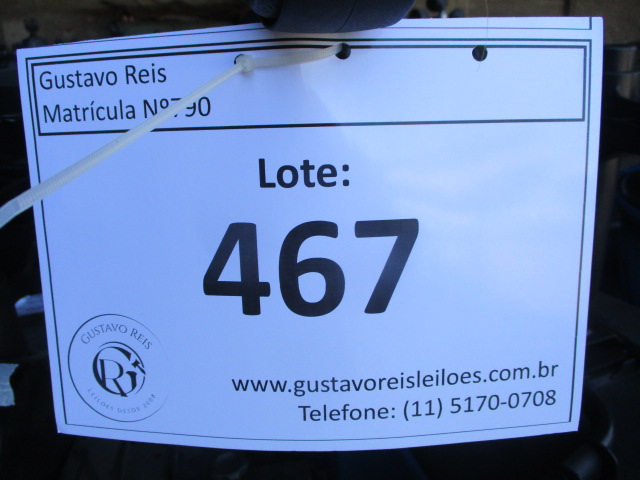 Gustavo Reis
Matrícula Nº790
Lote:
467
GUSTAVO REIS
GR
LEILÕES DESDE 2008
www.gustavoreisleiloes.com.br
Telefone: (11) 5170-0708